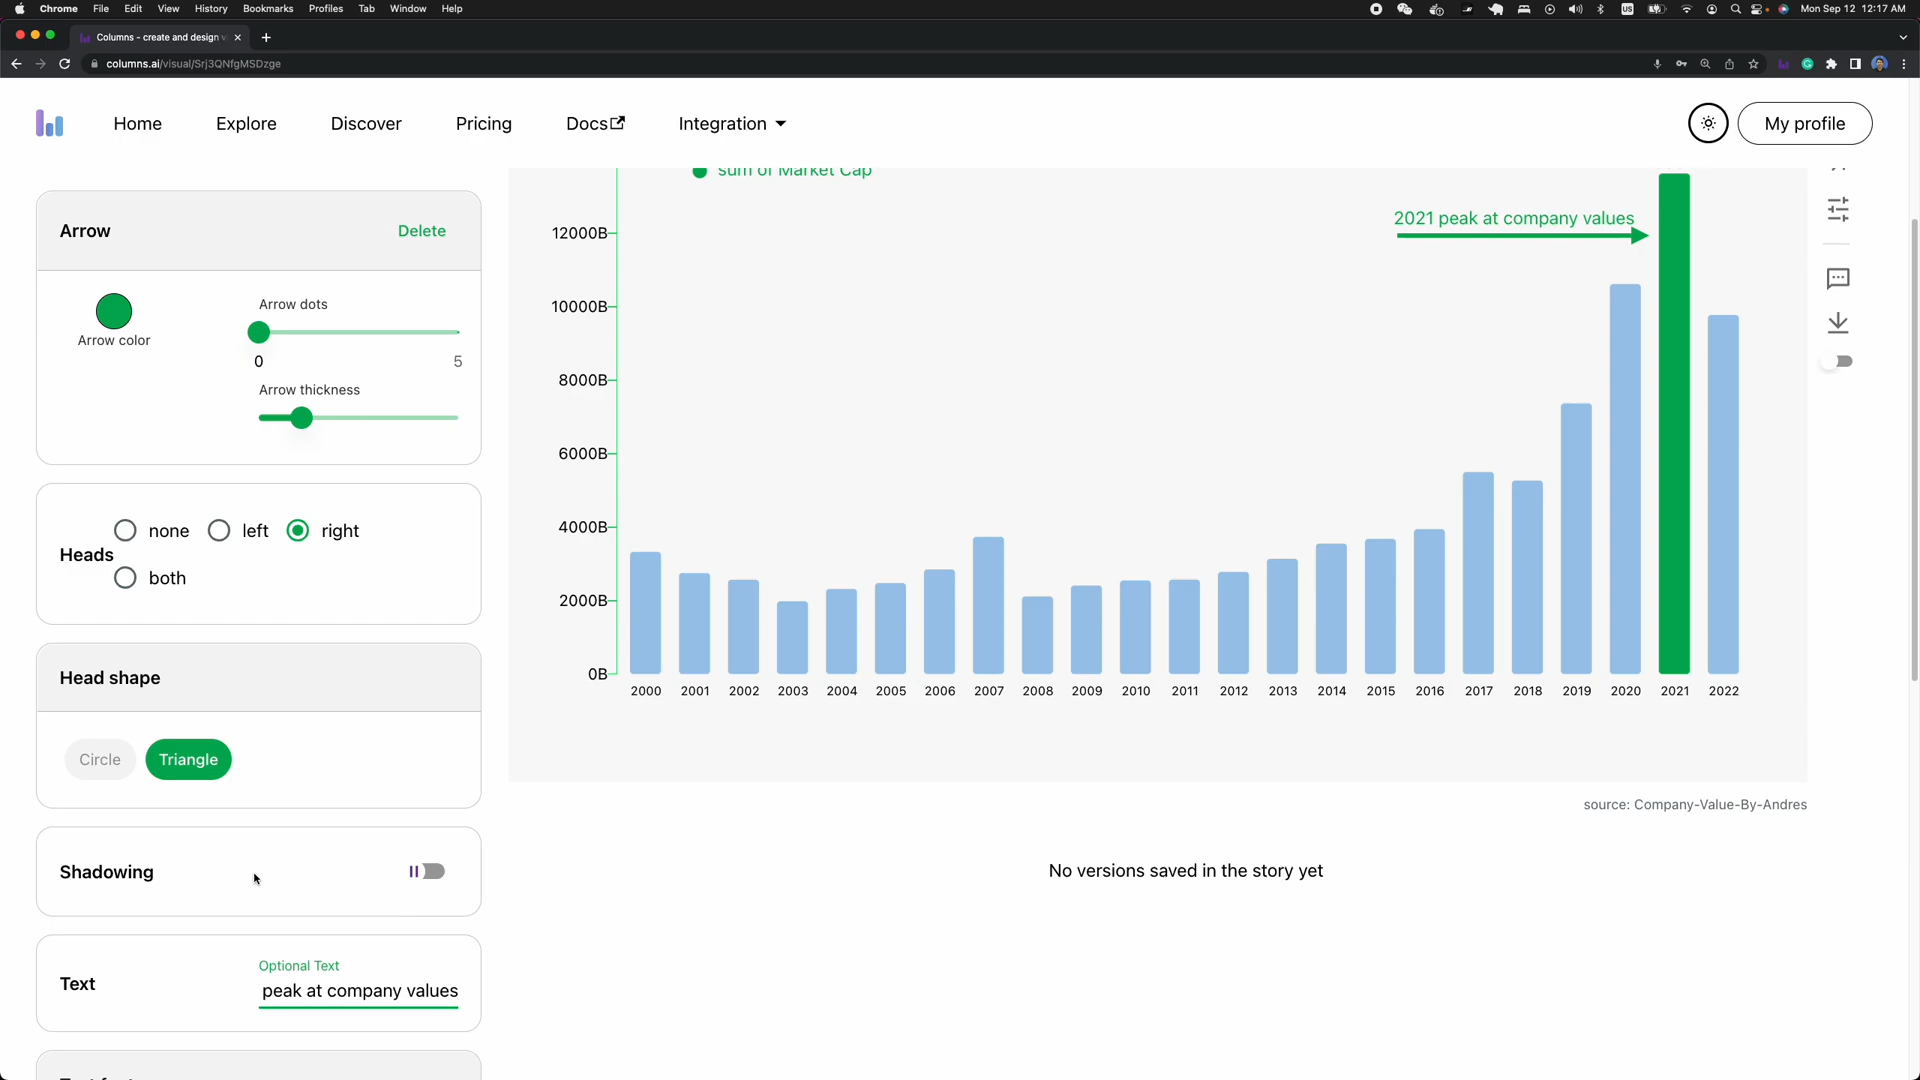 Chrome File Edit View History Bookmarks Profiles Tab Window Help
US
Mon Sep 12 12:17 AM
Columns - create and design v
columns.ai/visual/Srj3QNfgMSDzge
Home Explore Discover Pricing Docs Integration
My profile
Arrow Delete
Arrow color
Arrow dots
0 5
Arrow thickness
Heads
none left right
both
Head shape
Circle Triangle
Shadowing
Text
Optional Text
peak at company values
sum of Market Cap
2021 peak at company values
12000B
10000B
8000B
6000B
4000B
2000B
0B
2000 2001 2002 2003 2004 2005 2006 2007 2008 2009 2010 2011 2012 2013 2014 2015 2016 2017 2018 2019 2020 2021 2022
source: Company-Value-By-Andres
No versions saved in the story yet